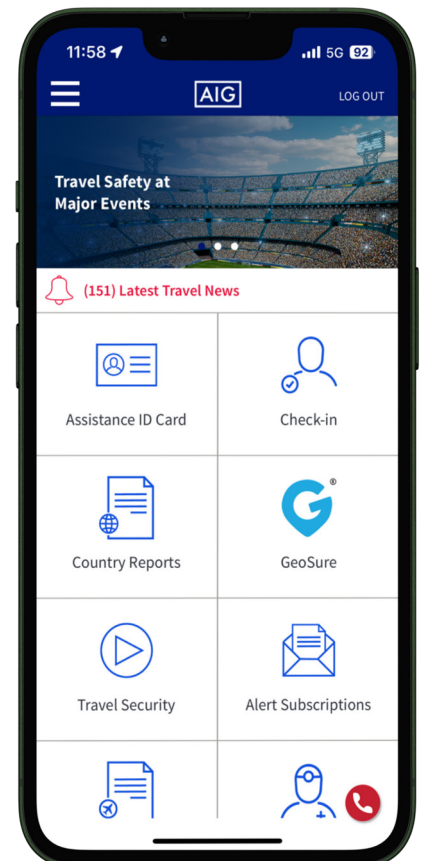 11:58
5G 92
AIG
LOG OUT
Travel Safety at
Major Events
(151) Latest Travel News
Assistance ID Card
Check-in
Country Reports
GeoSure
®
Travel Security
Alert Subscriptions